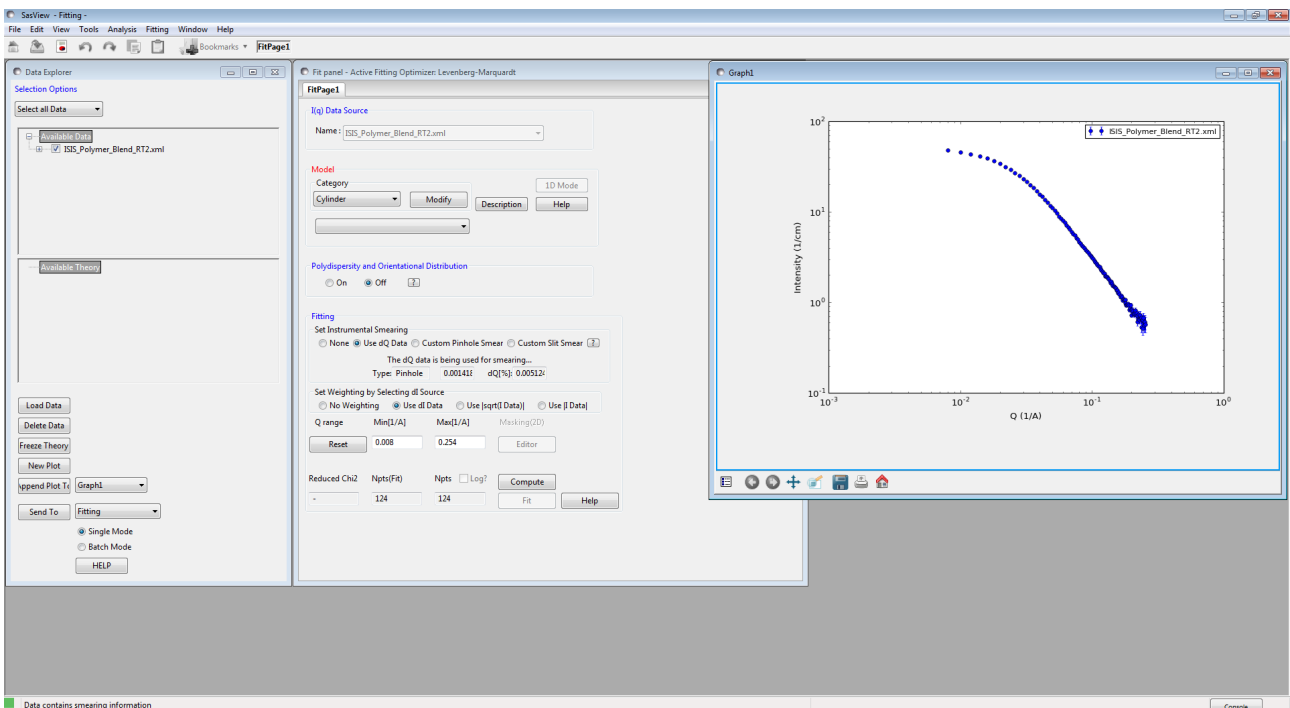 SasView - Fitting -
File Edit View Tools Analysis Fitting Window Help
Bookmarks FitPage1
Data Explorer
Selection Options
Select all Data
Available Data
ISIS_Polymer_Blend_RT2.xml
Available Theory
Load Data
Delete Data
Freeze Theory
New Plot
Append Plot To Graph1
Send To Fitting
Single Mode
Batch Mode
HELP
Fit panel - Active Fitting Optimizer: Levenberg-Marquardt
FitPage1
I(q) Data Source
Name : ISIS_Polymer_Blend_RT2.xml
Model
Category 1D Mode
Cylinder Modify Description Help
Polydispersity and Orientational Distribution
On Off ?
Fitting
Set Instrumental Smearing
None Use dQ Data Custom Pinhole Smear Custom Slit Smear ?
The dQ data is being used for smearing...
Type: Pinhole 0.001418 dQ[%]: 0.005124
Set Weighting by Selecting dI Source
No Weighting Use dI Data Use |sqrt(I Data)| Use |I Data|
Q range Min[1/A] Max[1/A] Masking(2D)
Reset 0.008 0.254 Editor
Reduced Chi2 Npts(Fit) Npts Log? Compute
- 124 124 Fit Help
Graph1
ISIS_Polymer_Blend_RT2.xml
10²
10¹
10⁰
10⁻¹
Intensity (1/cm)
10⁻³ 10⁻² 10⁻¹ 10⁰
Q (1/A)
Data contains smearing information
Console